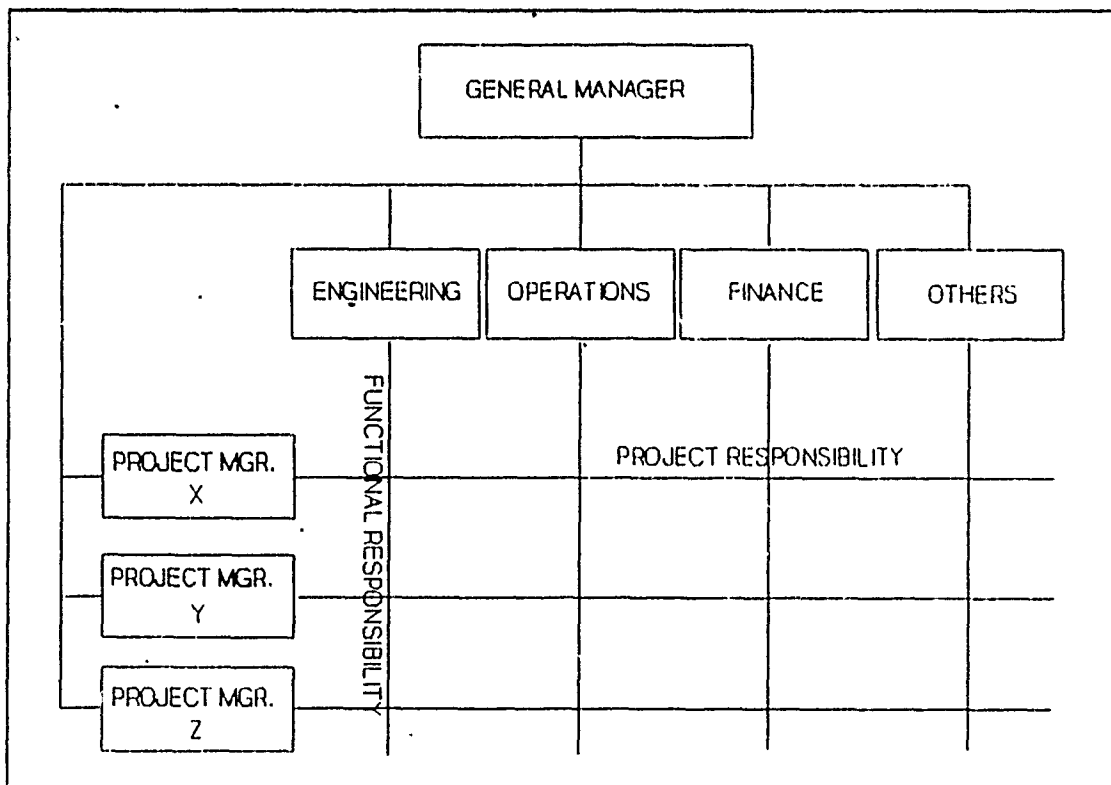 GENERAL MANAGER
ENGINEERING
OPERATIONS
FINANCE
OTHERS
FUNCTIONAL RESPONSIBILITY
PROJECT RESPONSIBILITY
PROJECT MGR.
X
PROJECT MGR.
Y
PROJECT MGR.
Z